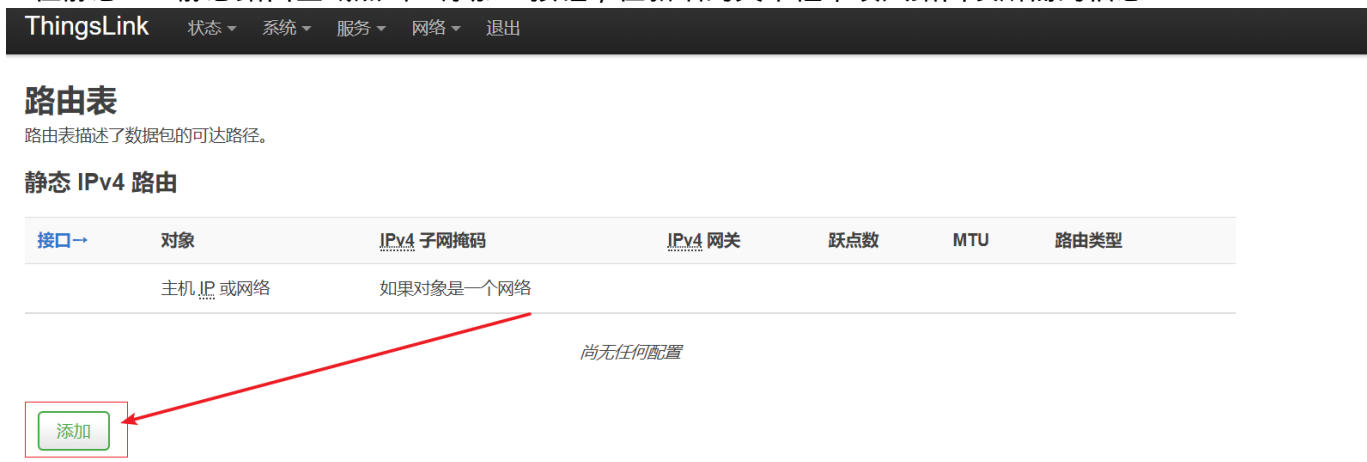 ThingsLink 状态 系统 服务 网络 退出
路由表
路由表描述了数据包的可达路径。
静态 IPv4 路由
接口→ 对象 IPv4 子网掩码 IPv4 网关 跃点数 MTU 路由类型
主机 IP 或网络 如果对象是一个网络
尚无任何配置
添加